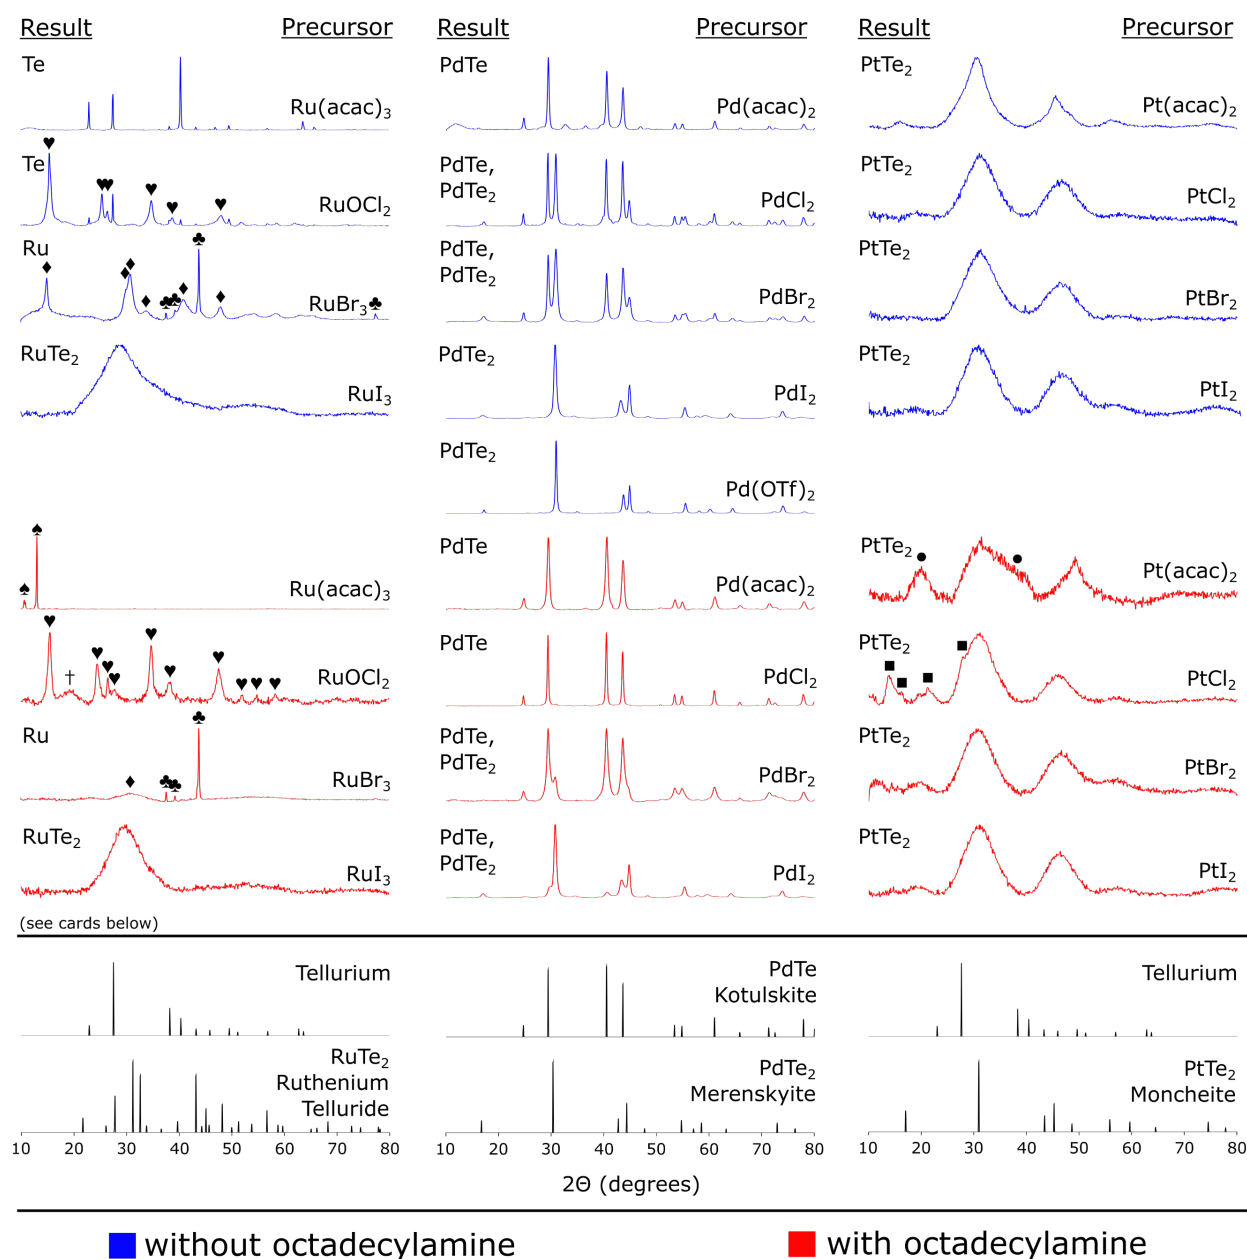 Result Precursor
Te
Ru(acac)3
Te
RuOCl2
Ru
RuBr3
RuTe2
RuI3
Ru(acac)3
RuOCl2
†
Ru
RuBr3
RuTe2
RuI3
(see cards below)
Result Precursor
PdTe
Pd(acac)2
PdTe,
PdTe2
PdCl2
PdTe,
PdTe2
PdBr2
PdTe2
PdI2
PdTe2
Pd(OTf)2
PdTe
Pd(acac)2
PdTe
PdCl2
PdTe,
PdTe2
PdBr2
PdTe,
PdTe2
PdI2
Result Precursor
PtTe2
Pt(acac)2
PtTe2
PtCl2
PtTe2
PtBr2
PtTe2
PtI2
PtTe2
Pt(acac)2
PtTe2
PtCl2
PtTe2
PtBr2
PtTe2
PtI2
Tellurium
RuTe2
Ruthenium
Telluride
10 20 30 40 50 60 70 80
PdTe
Kotulskite
PdTe2
Merenskyite
10 20 30 40 50 60 70 80
Tellurium
PtTe2
Moncheite
10 20 30 40 50 60 70 80
2Θ (degrees)
without octadecylamine
with octadecylamine